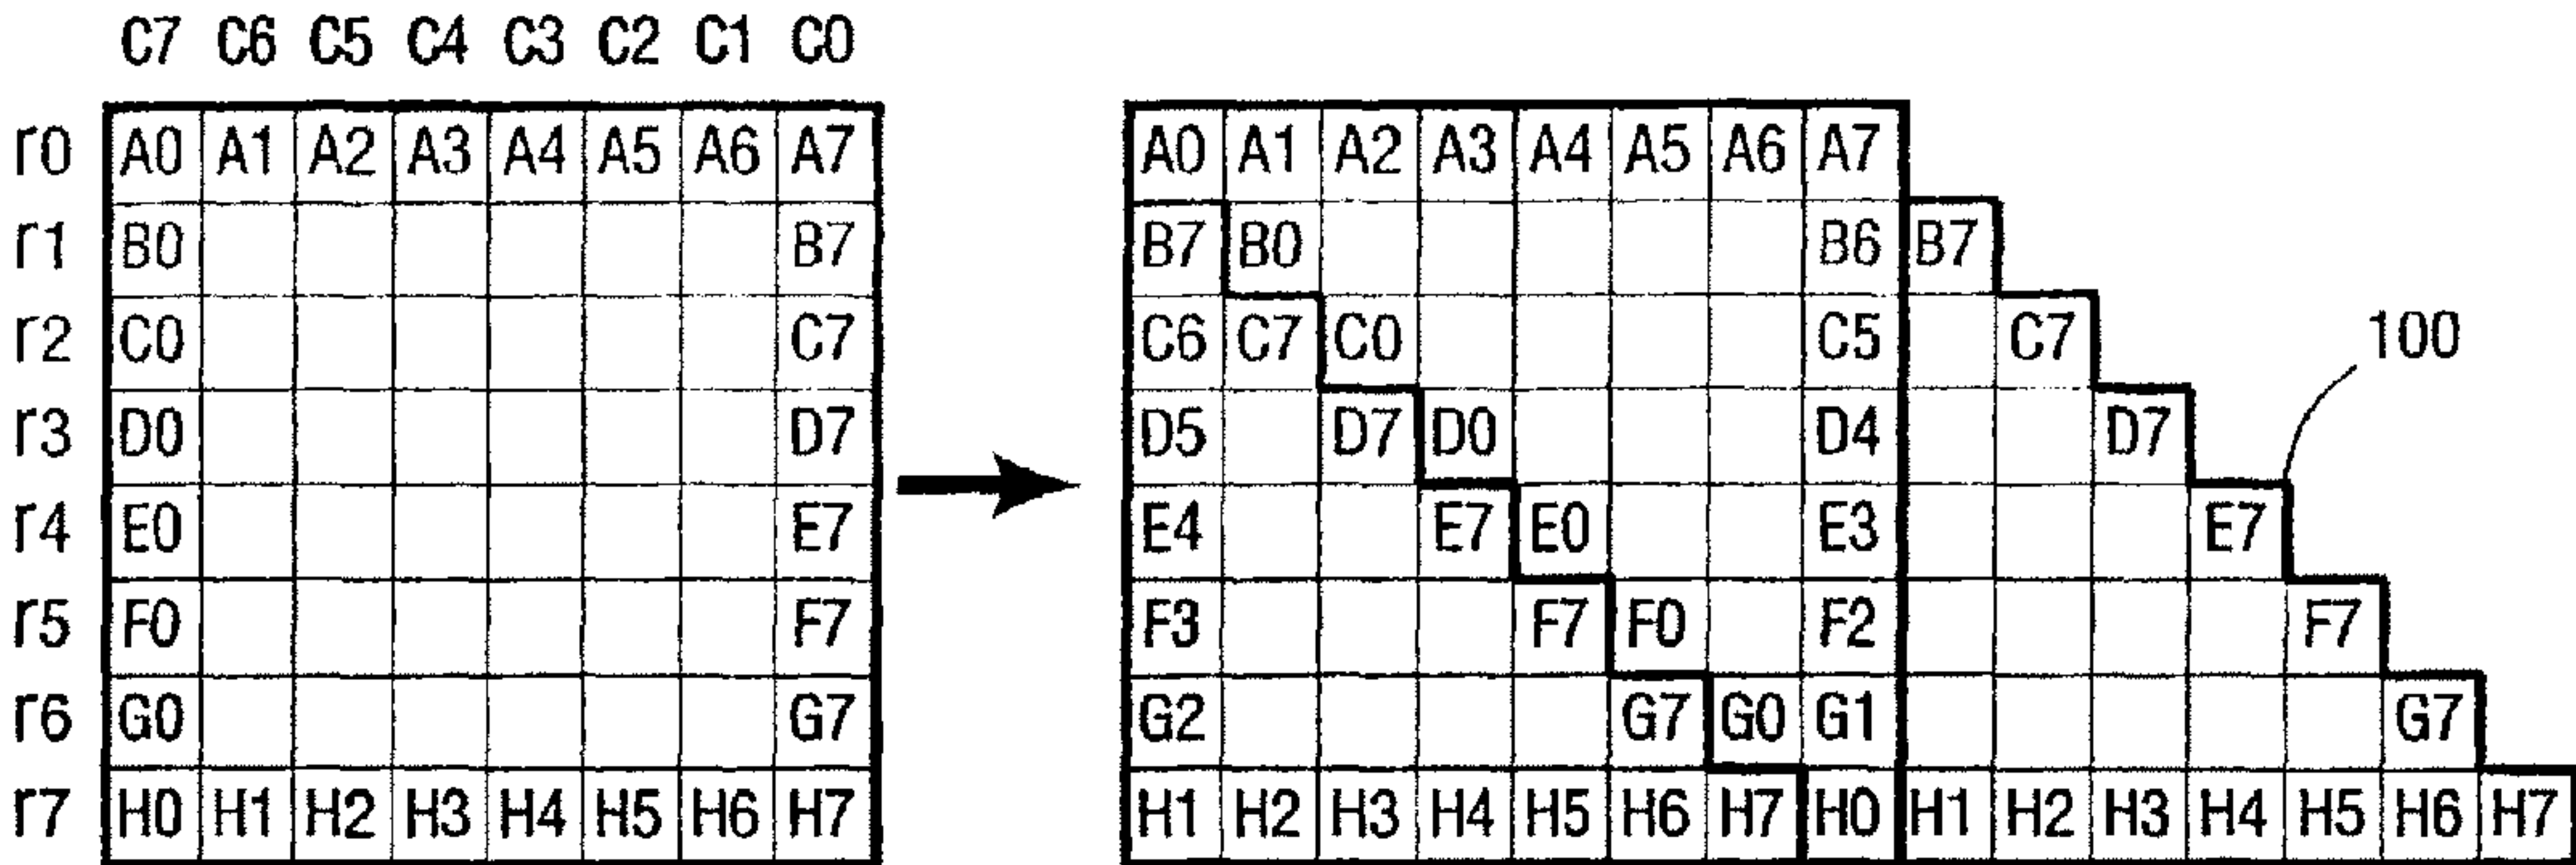 C7 C6 C5 C4 C3 C2 C1 C0
r0 A0 A1 A2 A3 A4 A5 A6 A7 A0 A1 A2 A3 A4 A5 A6 A7
r1 B0 B7 B7 B0 B6 B7
r2 C0 C7 C6 C7 C0 C5 C7 100
r3 D0 D7 D5 D7 D0 D4 D7
r4 E0 E7 E4 E7 E0 E3 E7
r5 F0 F7 F3 F7 F0 F2 F7
r6 G0 G7 G2 G7 G0 G1 G7
r7 H0 H1 H2 H3 H4 H5 H6 H7 H1 H2 H3 H4 H5 H6 H7 H0 H1 H2 H3 H4 H5 H6 H7